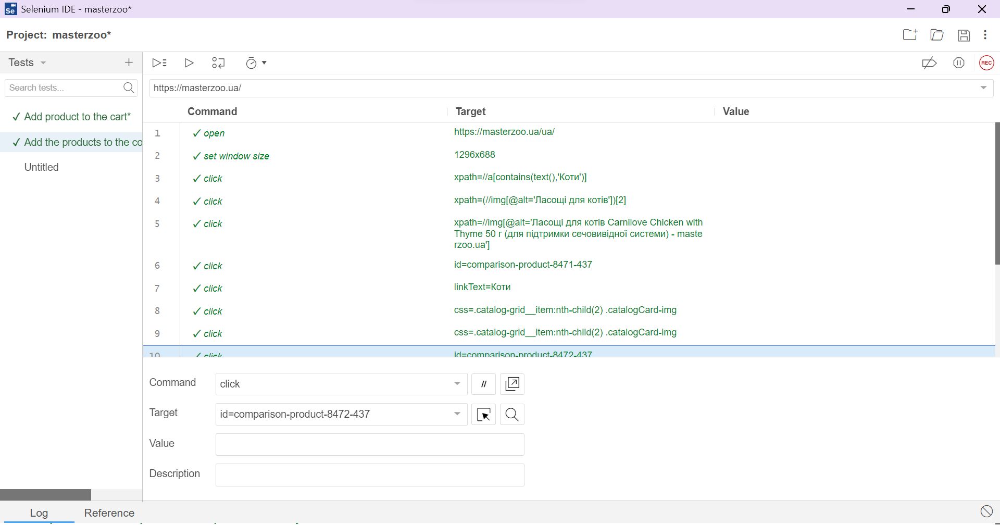 Selenium IDE - masterzoo*
Project: masterzoo*
Tests
Search tests...
✓ Add product to the cart*
✓ Add the products to the co
Untitled
REC
https://masterzoo.ua/
Command Target Value
1 ✓ open https://masterzoo.ua/ua/
2 ✓ set window size 1296x688
3 ✓ click xpath=//a[contains(text(),'Коти')]
4 ✓ click xpath=(//img[@alt='Ласощі для котів'])[2]
5 ✓ click xpath=//img[@alt='Ласощі для котів Carnilove Chicken with
Thyme 50 г (для підтримки сечовивідної системи) - maste
rzoo.ua']
6 ✓ click id=comparison-product-8471-437
7 ✓ click linkText=Коти
8 ✓ click css=.catalog-grid__item:nth-child(2) .catalogCard-img
9 ✓ click css=.catalog-grid__item:nth-child(2) .catalogCard-img
10 ✓ click id=comparison-product-8472-437
Command click //
Target id=comparison-product-8472-437
Value
Description
Log Reference